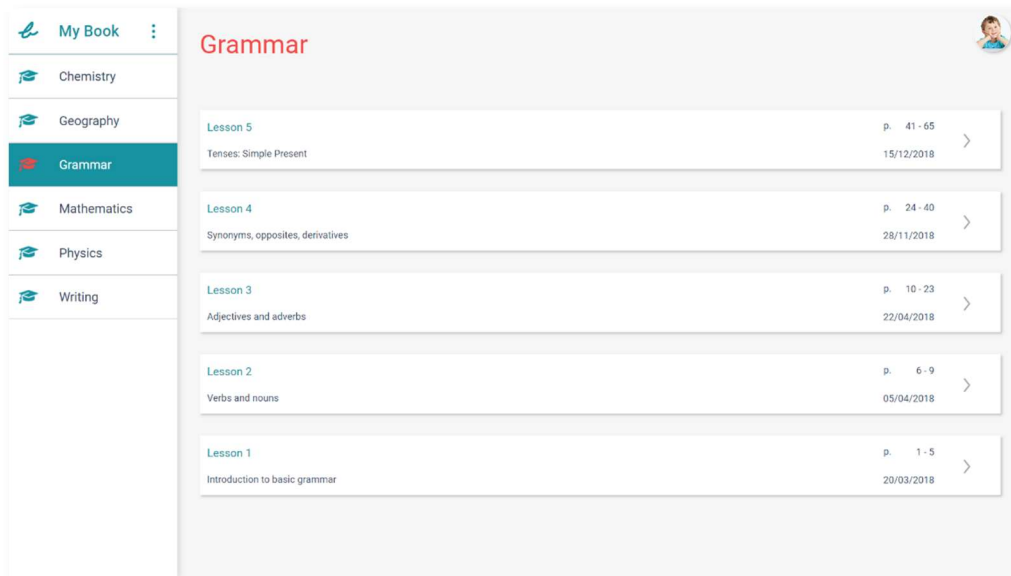 My Book
Chemistry
Geography
Grammar
Mathematics
Physics
Writing
Grammar
Lesson 5 p. 41 - 65
Tenses: Simple Present 15/12/2018
Lesson 4 p. 24 - 40
Synonyms, opposites, derivatives 28/11/2018
Lesson 3 p. 10 - 23
Adjectives and adverbs 22/04/2018
Lesson 2 p. 6 - 9
Verbs and nouns 05/04/2018
Lesson 1 p. 1 - 5
Introduction to basic grammar 20/03/2018